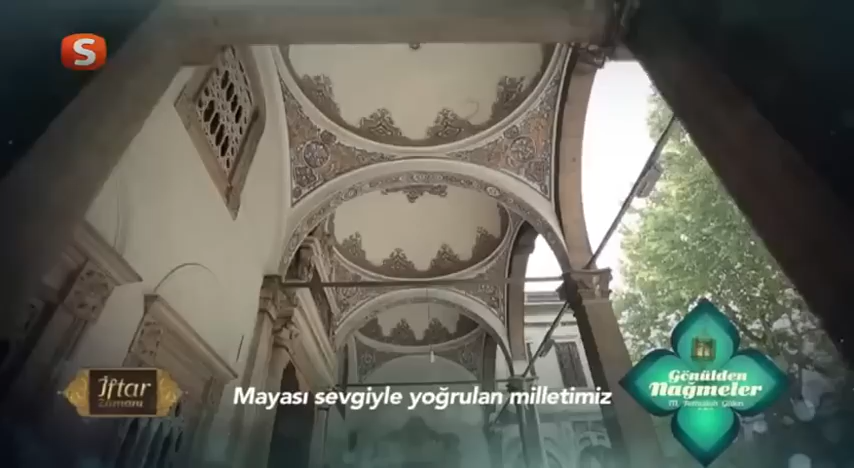 S
İftar
Zamanı
Mayası sevgiyle yoğrulan milletimiz
Gönülden
Nağmeler